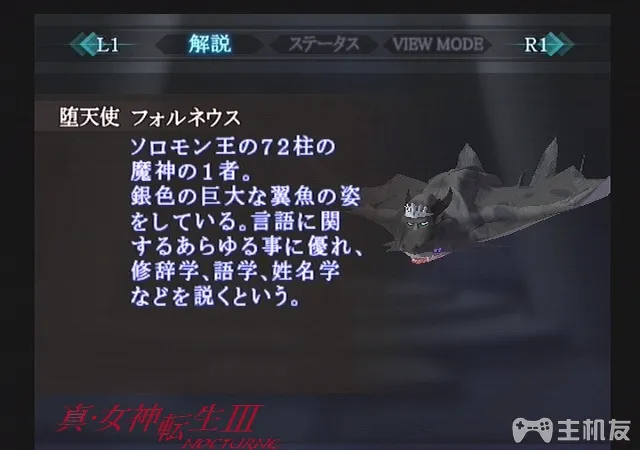 L1 解説 ステータス VIEW MODE R1
堕天使 フォルネウス
ソロモン王の72柱の
魔神の1者。
銀色の巨大な翼魚の姿
をしている。言語に関
するあらゆる事に優れ、
修辞学、語学、姓名学
などを説くという。
真・女神転生III
NOCTURNE
主机友